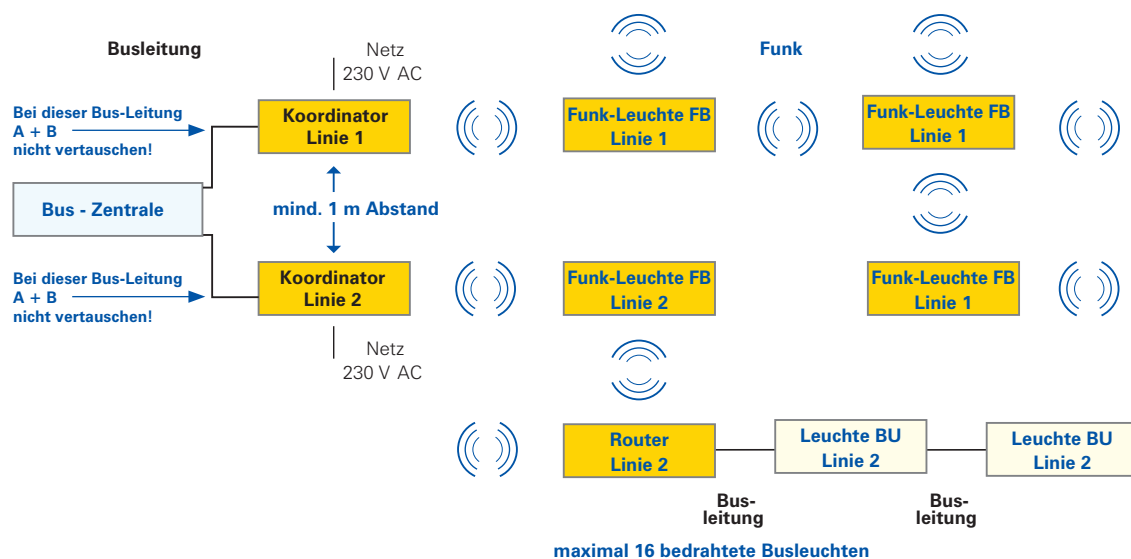 Busleitung
Netz
230 V AC
Funk
Bei dieser Bus-Leitung
A + B
nicht vertauschen!
Koordinator
Linie 1
Funk-Leuchte FB
Linie 1
Funk-Leuchte FB
Linie 1
Bus - Zentrale
mind. 1 m Abstand
Bei dieser Bus-Leitung
A + B
nicht vertauschen!
Koordinator
Linie 2
Funk-Leuchte FB
Linie 2
Funk-Leuchte FB
Linie 1
Netz
230 V AC
Router
Linie 2
Leuchte BU
Linie 2
Leuchte BU
Linie 2
Bus-
leitung
Bus-
leitung
maximal 16 bedrahtete Busleuchten